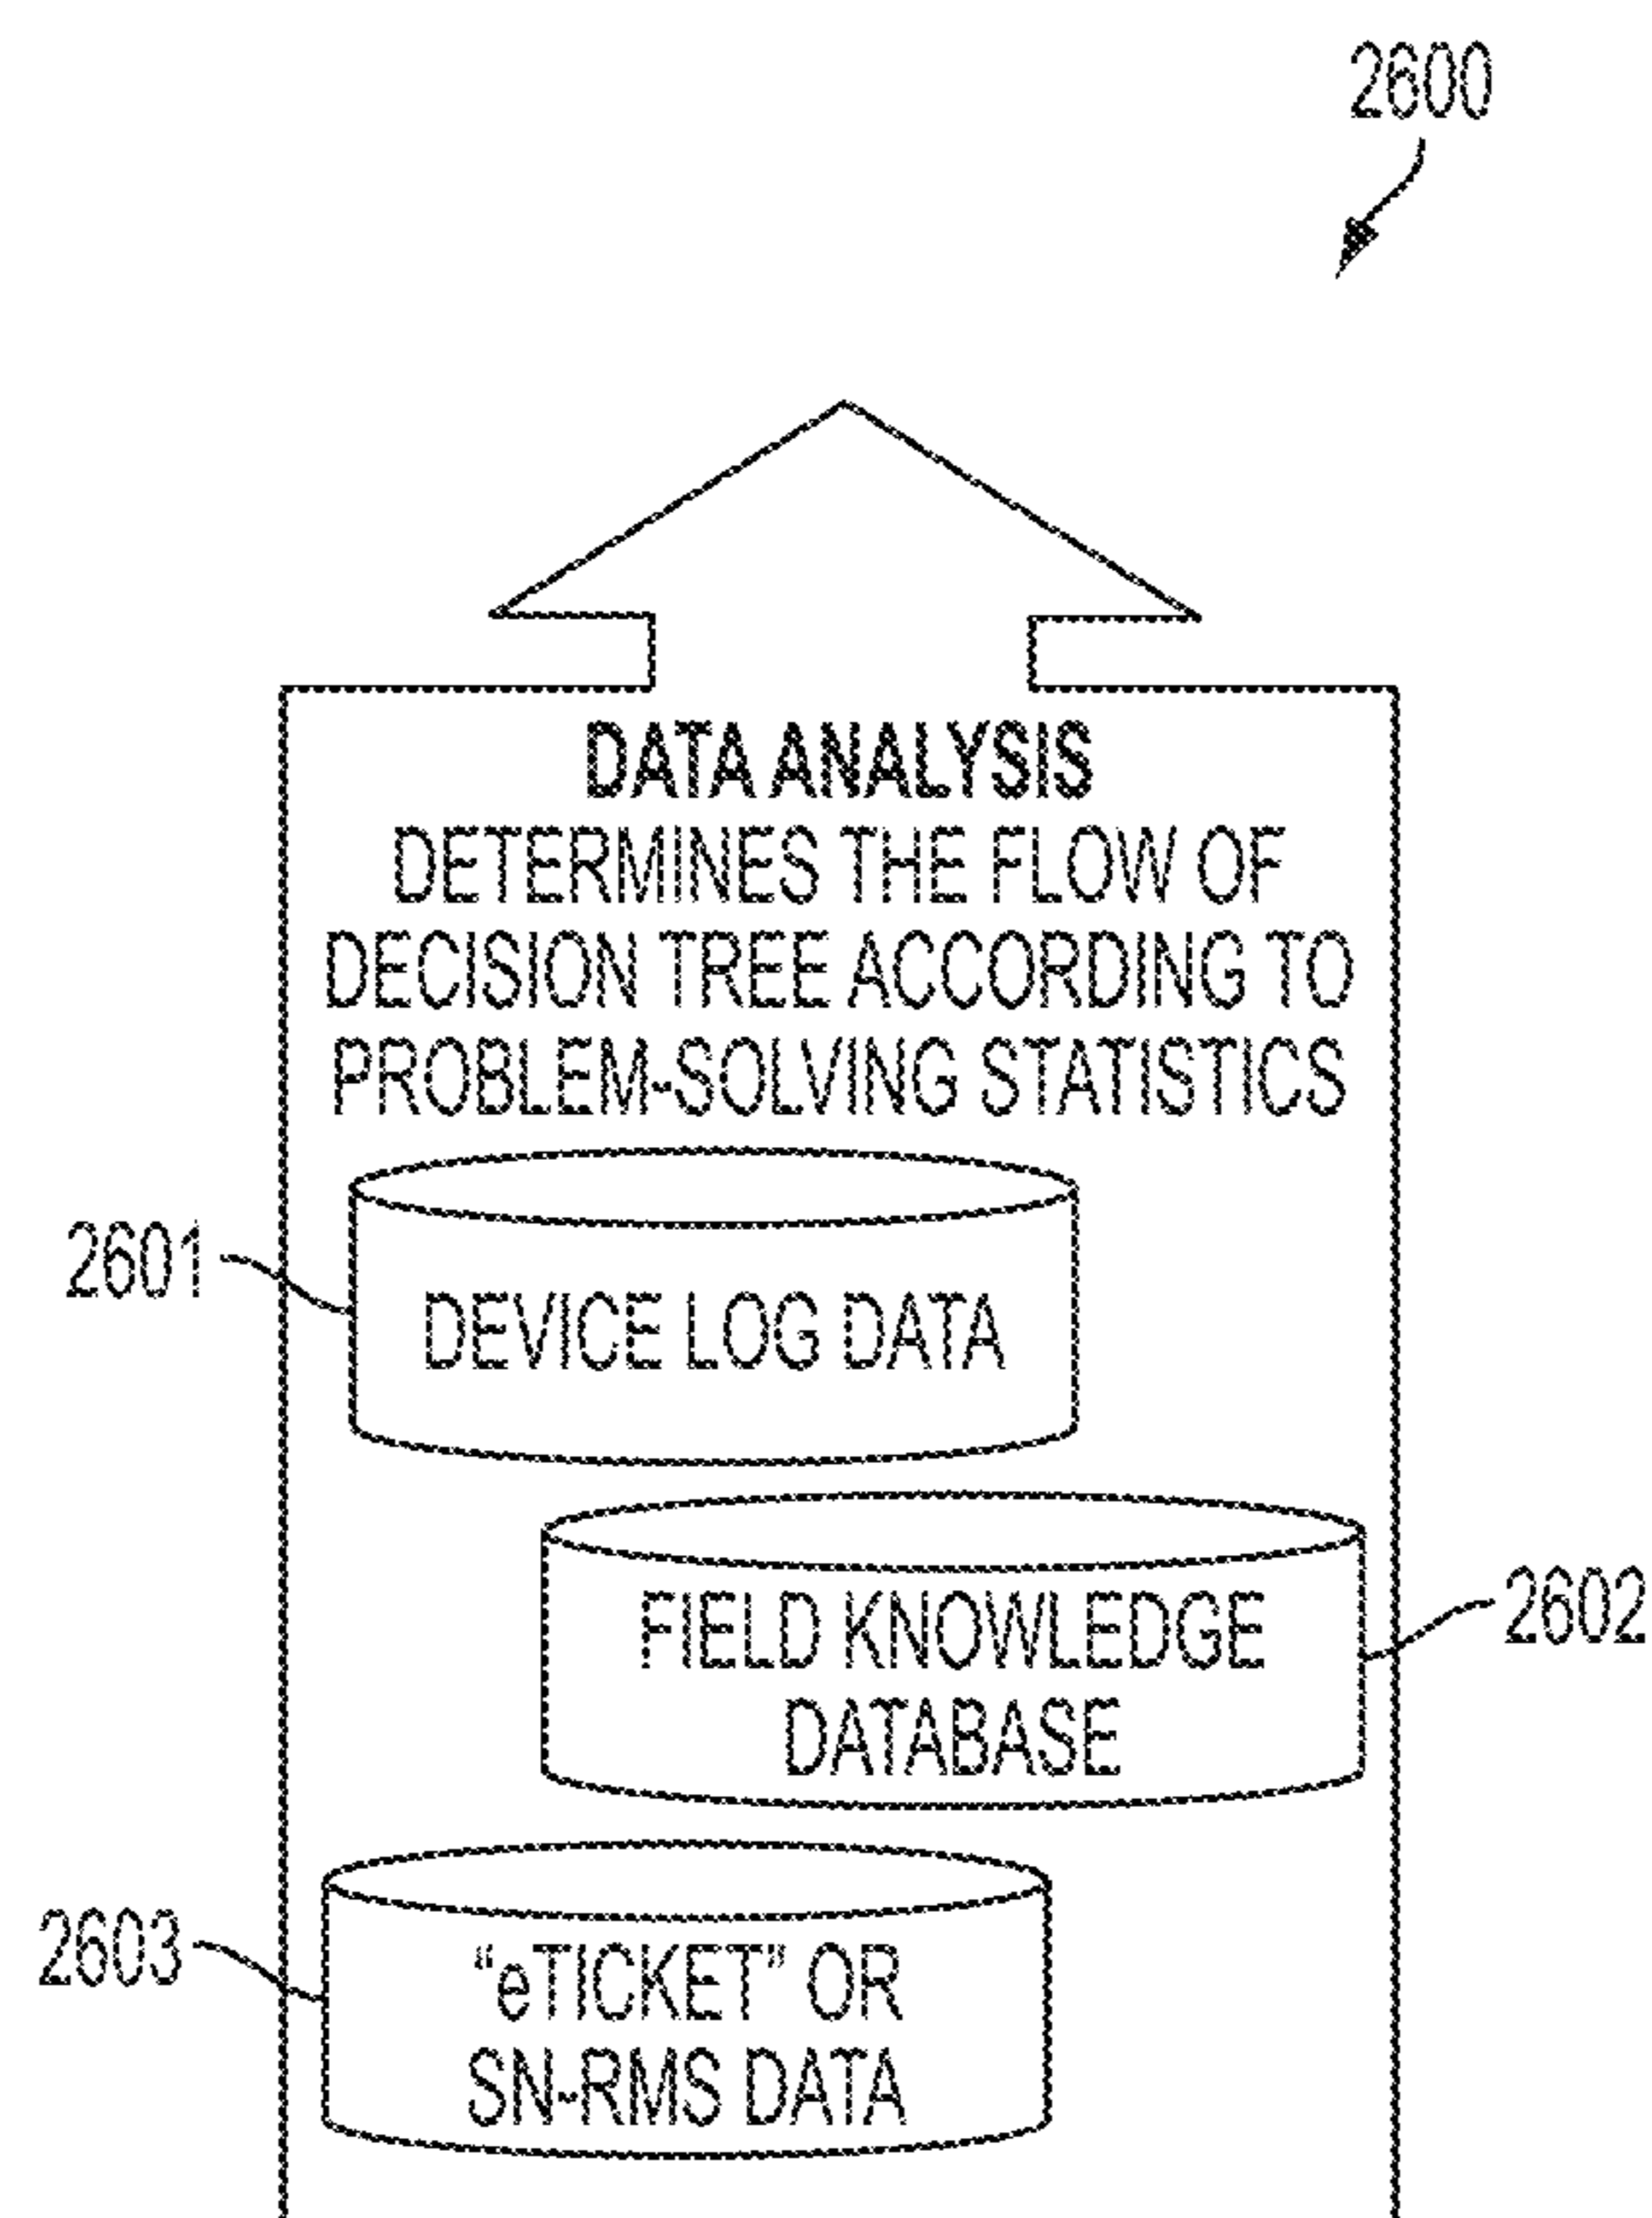 2600
DATA ANALYSIS
DETERMINES THE FLOW OF
DECISION TREE ACCORDING TO
PROBLEM-SOLVING STATISTICS
2601
DEVICE LOG DATA
FIELD KNOWLEDGE
DATABASE
2602
2603
“eTICKET” OR
SN-RMS DATA